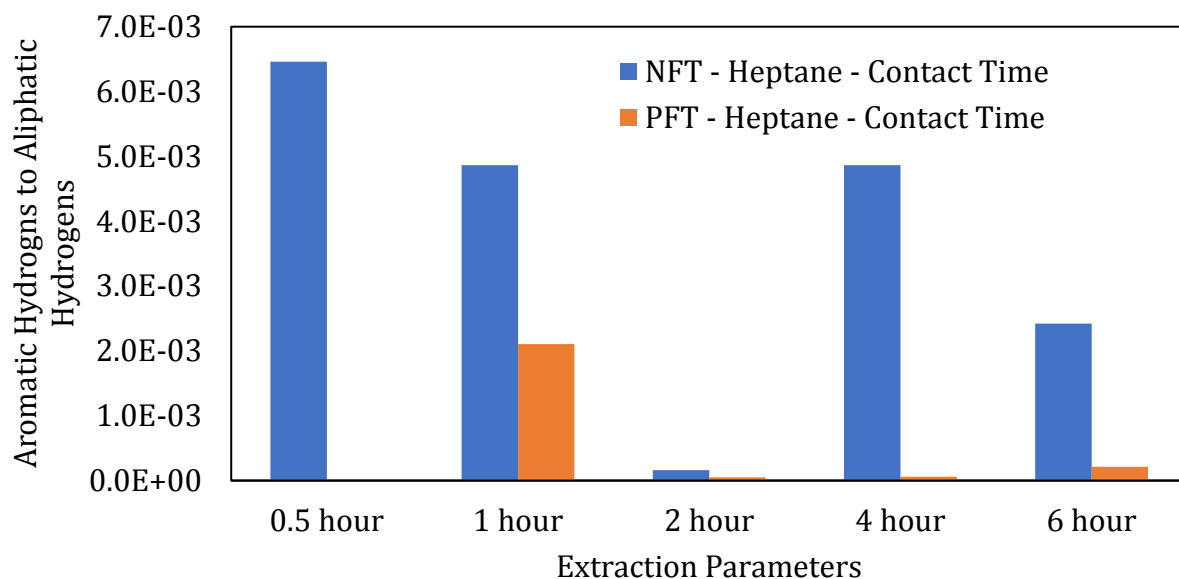 7.0E-03
6.0E-03
5.0E-03
4.0E-03
3.0E-03
2.0E-03
1.0E-03
0.0E+00
Aromatic Hydrogns to Aliphatic
Hydrogens
NFT - Heptane - Contact Time
PFT - Heptane - Contact Time
0.5 hour
1 hour
2 hour
4 hour
6 hour
Extraction Parameters